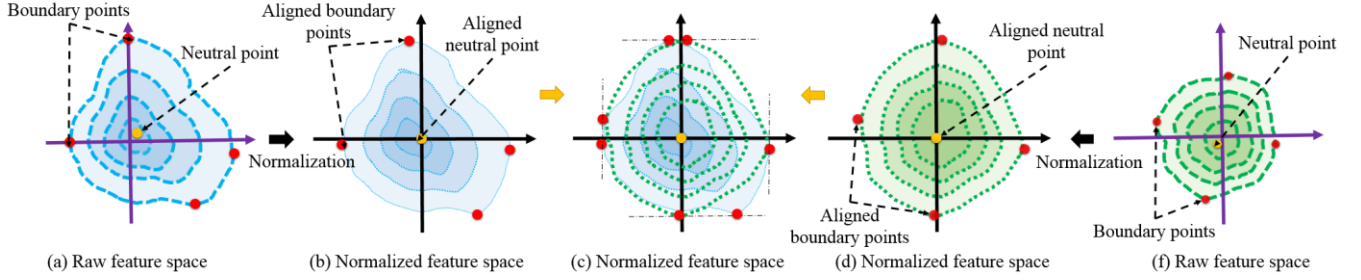 Boundary points
Neutral point
Normalization
(a) Raw feature space
Aligned boundary
points
Aligned
neutral point
(b) Normalized feature space
(c) Normalized feature space
Aligned neutral
point
Aligned
boundary points
Normalization
(d) Normalized feature space
Neutral point
Boundary points
(f) Raw feature space